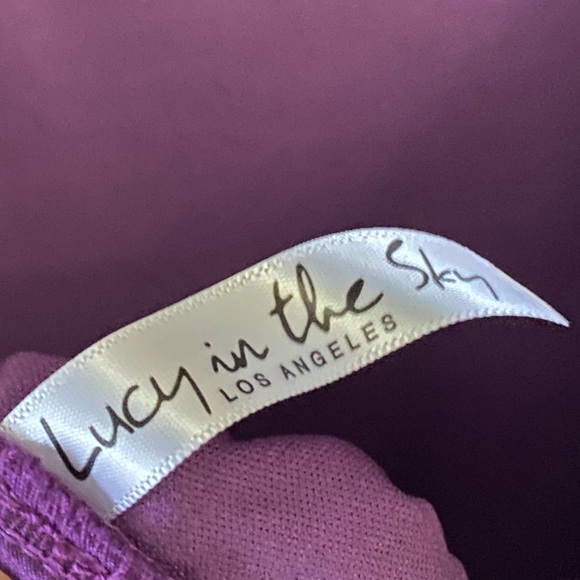 Lucy in the Sky
LOS ANGELES